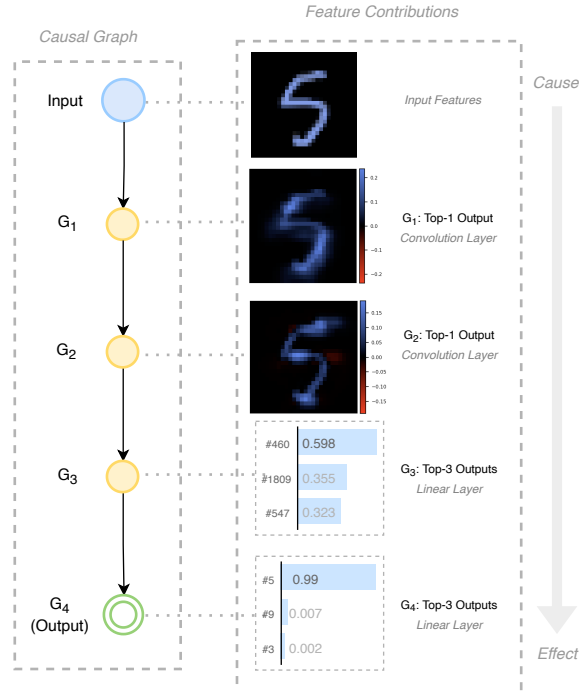 Feature Contributions
Causal Graph
Cause
Input
Input Features
0.2
0.1
0.0
-0.1
-0.2
G1
G1: Top-1 Output
Convolution Layer
0.15
0.10
0.05
0.00
-0.05
-0.10
-0.15
G2
G2: Top-1 Output
Convolution Layer
#460 0.598
#1809 0.355
#547 0.323
G3
G3: Top-3 Outputs
Linear Layer
#5 0.99
#9 0.007
#3 0.002
G4
(Output)
G4: Top-3 Outputs
Linear Layer
Effect